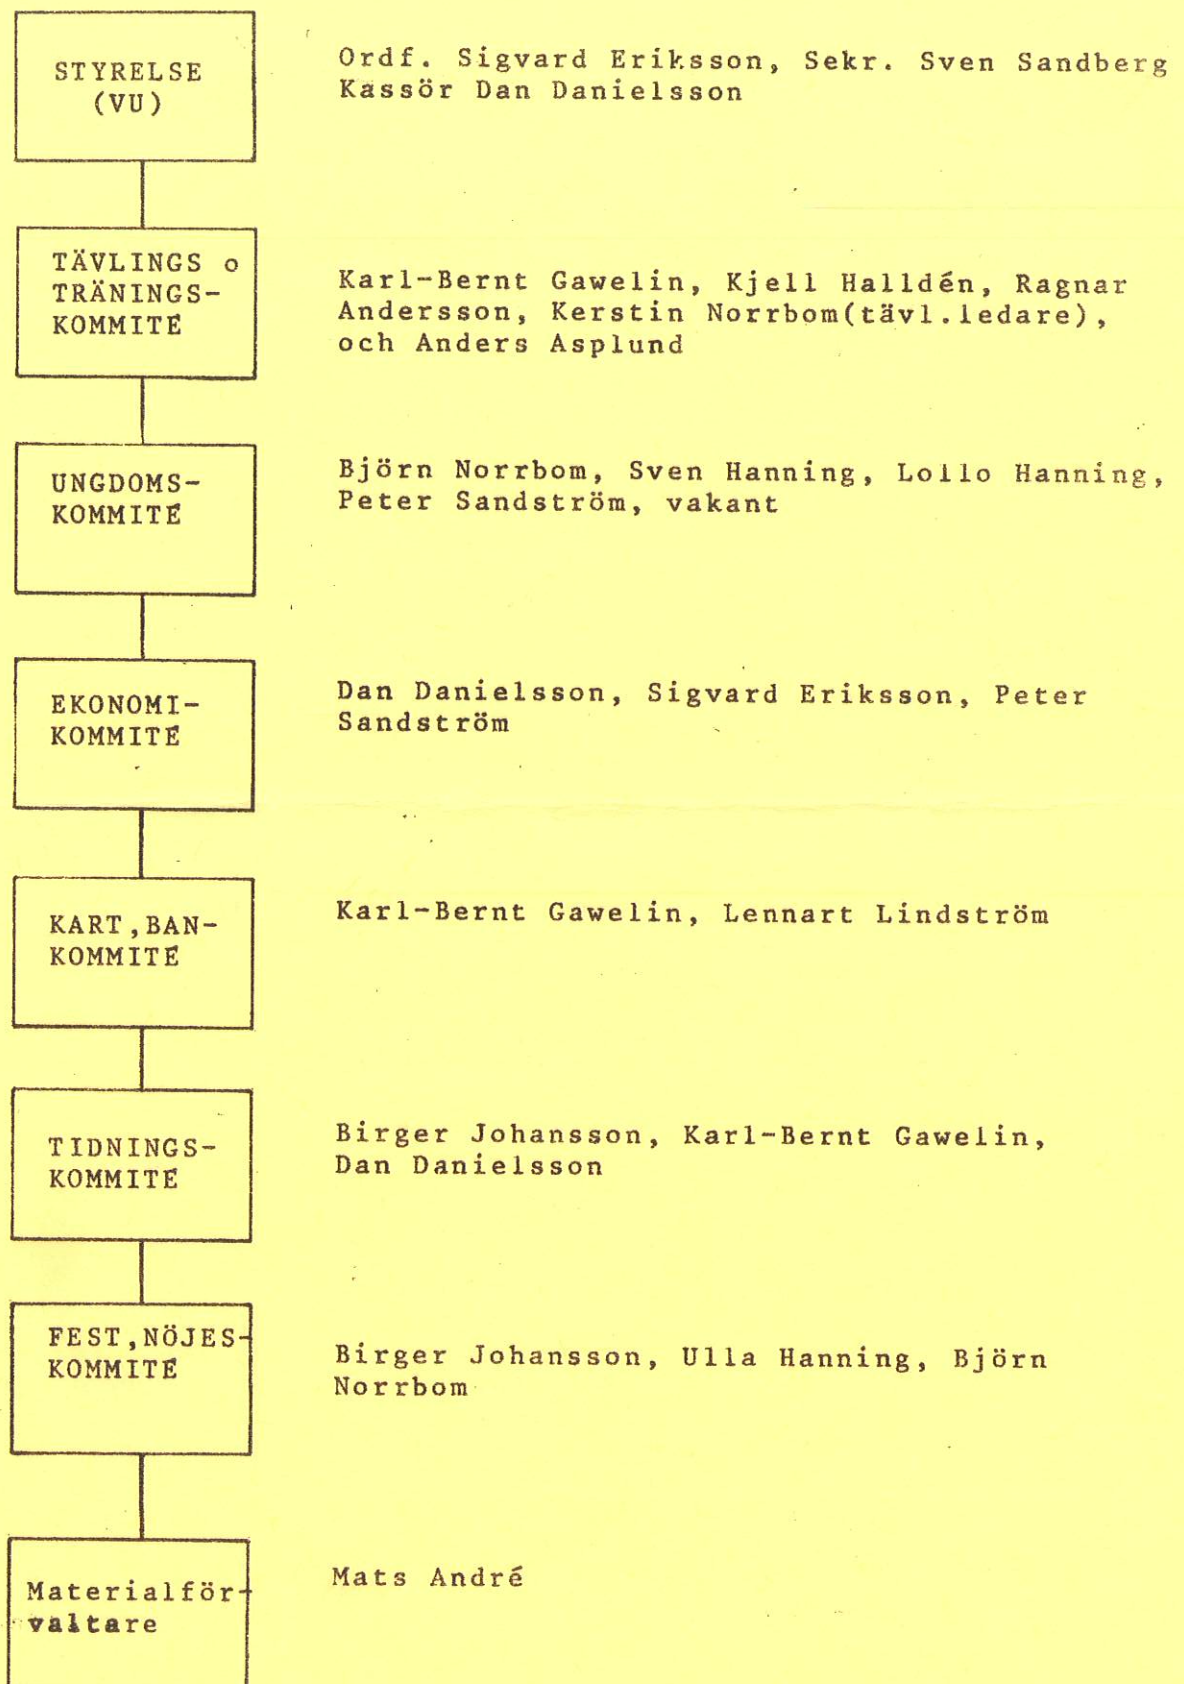 STYRELSE
(VU)
Ordf. Sigvard Eriksson, Sekr. Sven Sandberg
Kassör Dan Danielsson
TÄVLINGS o
TRÄNINGS-
KOMMITÉ
Karl-Bernt Gawelin, Kjell Halldén, Ragnar
Andersson, Kerstin Norrbom(tävl.ledare),
och Anders Asplund
UNGDOMS-
KOMMITÉ
Björn Norrbom, Sven Hanning, Lollo Hanning,
Peter Sandström, vakant
EKONOMI-
KOMMITÉ
Dan Danielsson, Sigvard Eriksson, Peter
Sandström
KART,BAN-
KOMMITÉ
Karl-Bernt Gawelin, Lennart Lindström
TIDNINGS-
KOMMITÉ
Birger Johansson, Karl-Bernt Gawelin,
Dan Danielsson
FEST,NÖJES-
KOMMITÉ
Birger Johansson, Ulla Hanning, Björn
Norrbom
Materialför-
valtare
Mats André